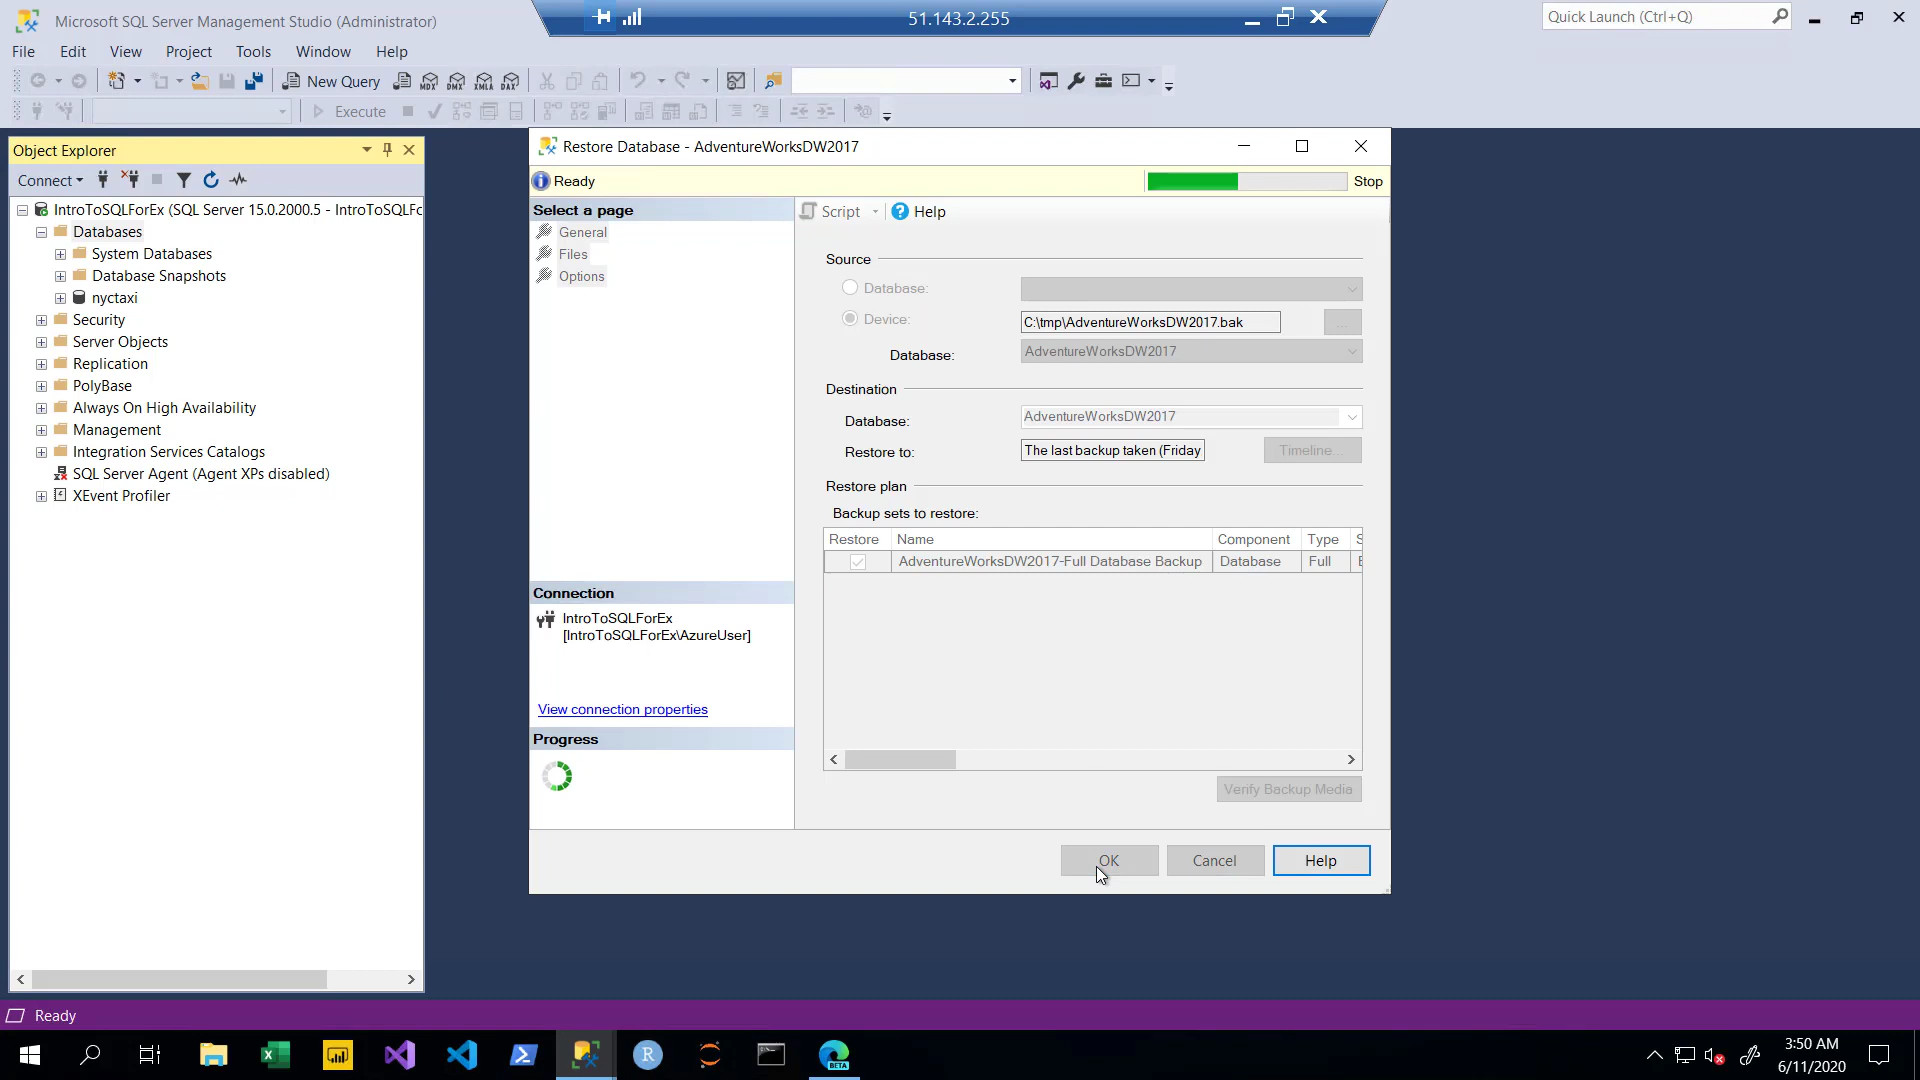 Microsoft SQL Server Management Studio (Administrator)
51.143.2.255
Quick Launch (Ctrl+Q)
File Edit View Project Tools Window Help
New Query MDX DMX XMLA DAX
Execute
Object Explorer
Connect
IntroToSQLForEx (SQL Server 15.0.2000.5 - IntroToSQLFo
Databases
System Databases
Database Snapshots
nyctaxi
Security
Server Objects
Replication
PolyBase
Always On High Availability
Management
Integration Services Catalogs
SQL Server Agent (Agent XPs disabled)
XEvent Profiler
Restore Database - AdventureWorksDW2017
Ready
Stop
Select a page
General
Files
Options
Connection
IntroToSQLForEx
[IntroToSQLForEx\AzureUser]
View connection properties
Progress
Script Help
Source
Database:
Device: C:\tmp\AdventureWorksDW2017.bak ...
Database: AdventureWorksDW2017
Destination
Database: AdventureWorksDW2017
Restore to: The last backup taken (Friday Timeline...
Restore plan
Backup sets to restore:
Restore Name Component Type
AdventureWorksDW2017-Full Database Backup Database Full
Verify Backup Media
OK Cancel Help
Ready
BETA
3:50 AM
6/11/2020